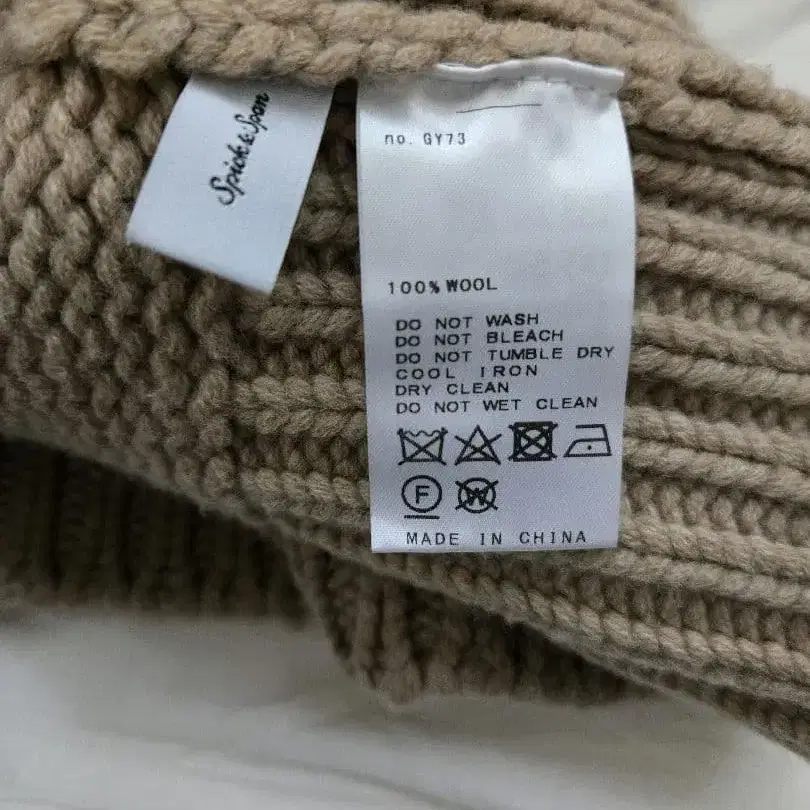 Spick & Span
no. GY73
100% WOOL
DO NOT WASH
DO NOT BLEACH
DO NOT TUMBLE DRY
COOL IRON
DRY CLEAN
DO NOT WET CLEAN
F W
MADE IN CHINA